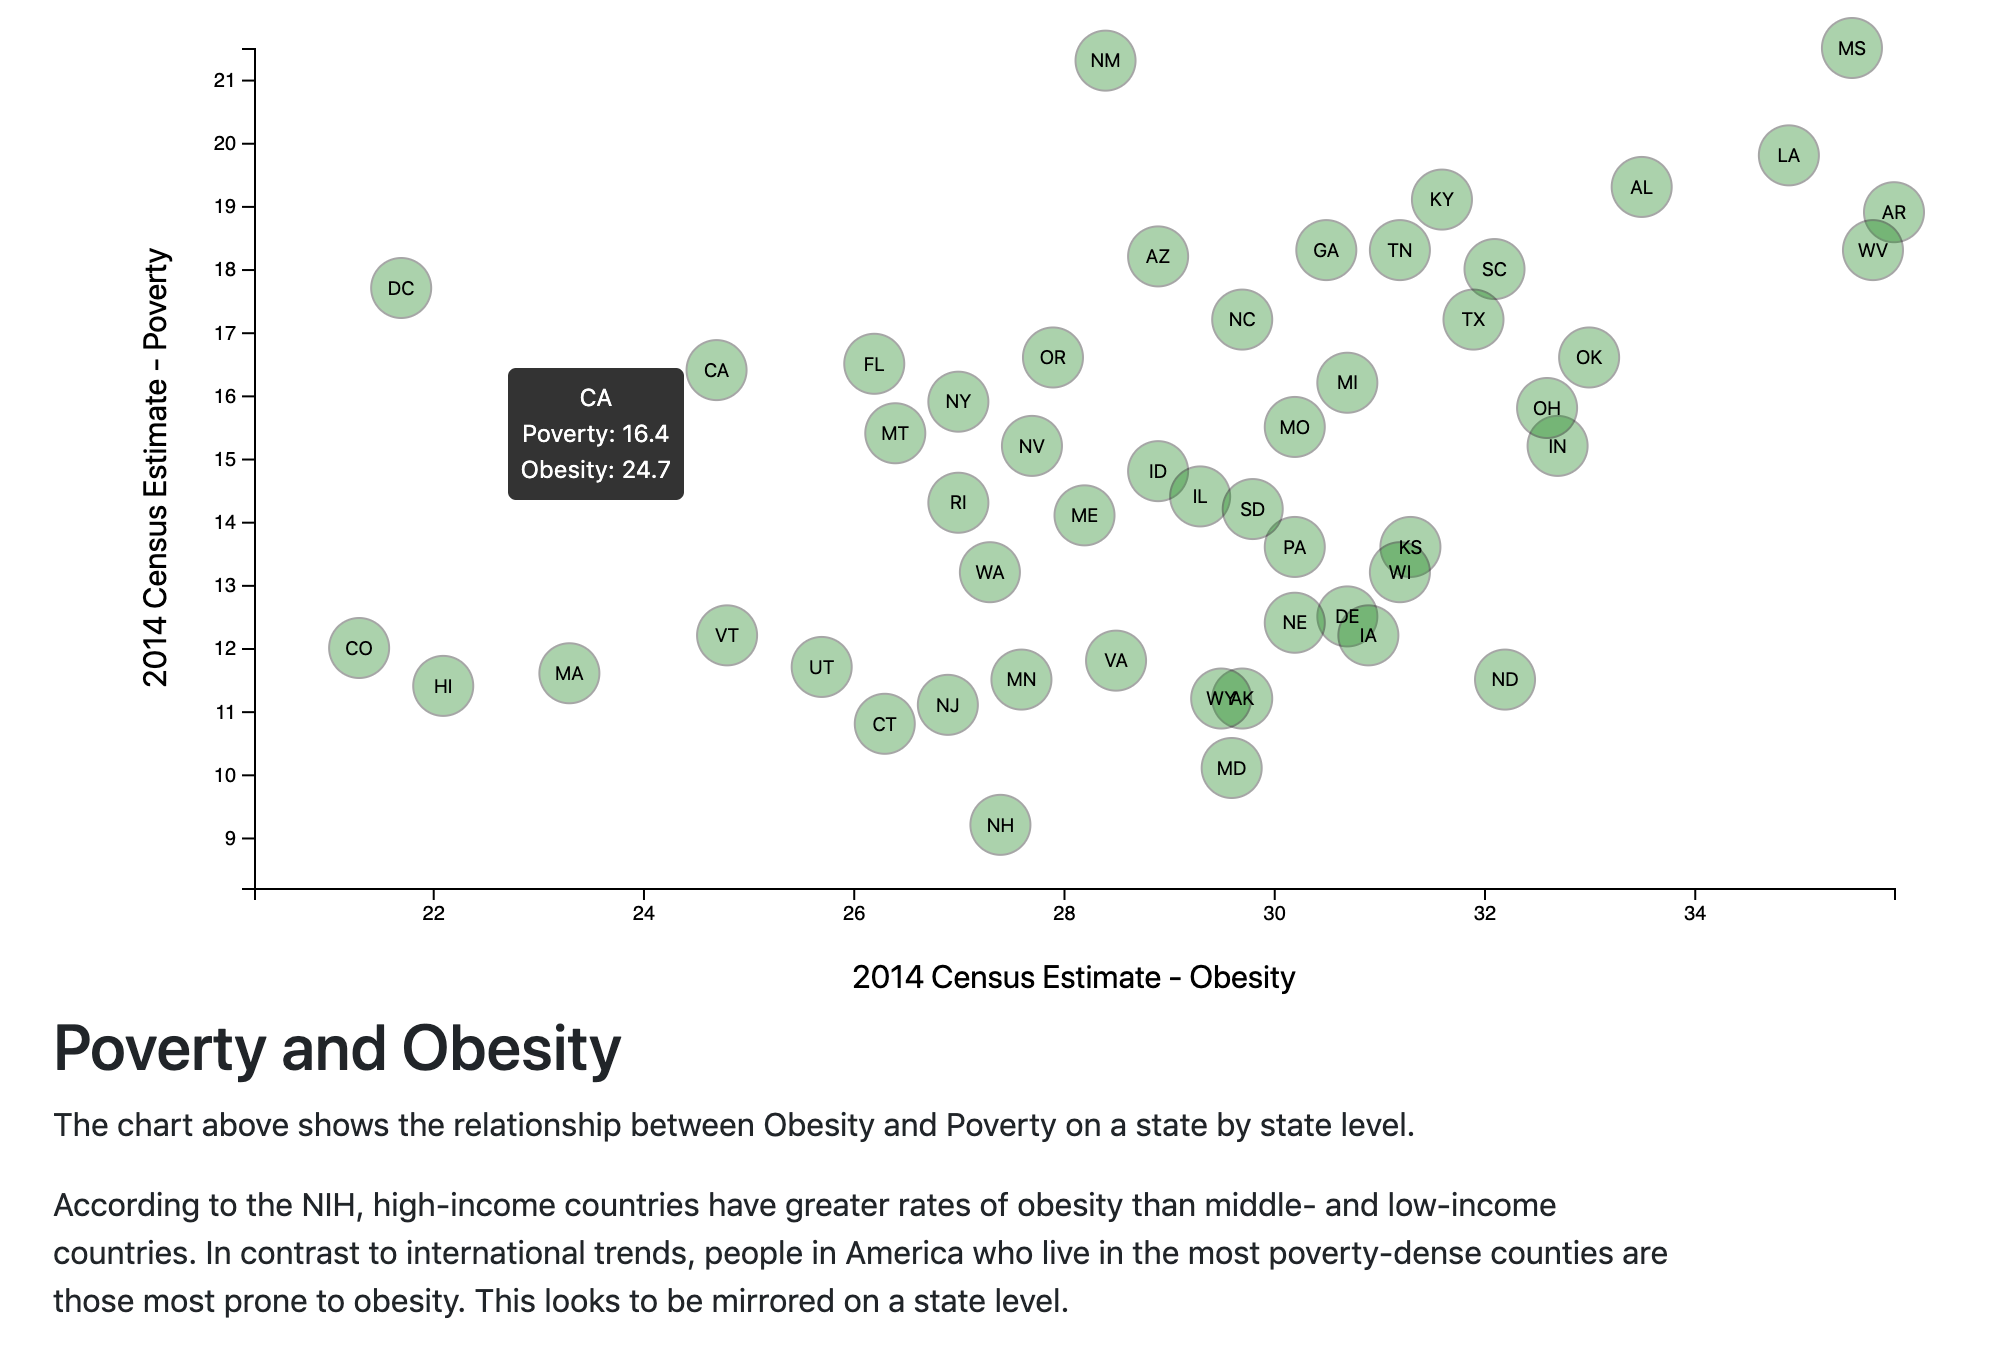 MS
NM
21
20
LA
AL
KY
19
AR
GA
TN
WV
AZ
SC
18
DC
NC
TX
17
OR
OK
FL
CA
MI
16
NY
OH
MO
MT
NV
IN
15
ID
IL
RI
SD
ME
14
PA
KS
WA
WI
13
DE
NE
VT
IA
12
CO
VA
UT
MA
MN
ND
HI
WY
AK
NJ
11
CT
MD
10
NH
9
CA
Poverty: 16.4
Obesity: 24.7
2014 Census Estimate - Poverty
22 24 26 28 30 32 34
2014 Census Estimate - Obesity
Poverty and Obesity
The chart above shows the relationship between Obesity and Poverty on a state by state level.
According to the NIH, high-income countries have greater rates of obesity than middle- and low-income
countries. In contrast to international trends, people in America who live in the most poverty-dense counties are
those most prone to obesity. This looks to be mirrored on a state level.